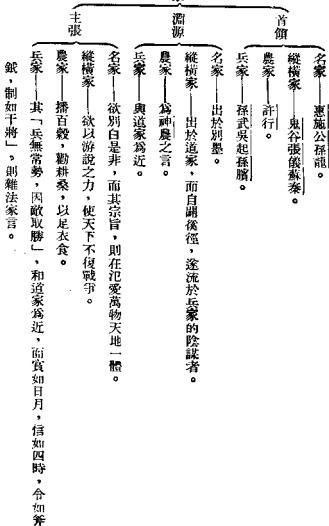 首領
名家——惠施公孫龍。
縱橫家——鬼谷張儀蘇秦。
農家——許行。
兵家——孫武吳起孫臏。
淵源
名家——出於別墨。
縱橫家——出於道家，而自闢蹊徑，遂流於兵家的陰謀者。
農家——為神農之言。
兵家——與道家為近。
主張
名家——欲別白是非，而其宗旨，則在氾愛萬物天地一體。
縱橫家——欲以游說之力，使天下不復戰爭。
農家——播百穀，勸耕桑，以足衣食。
兵家——其「兵無常勢，因敵取勝」，和道家為近，而賞如日月，信如四時，令如斧
鉞，制如干將」，則雜法家言。